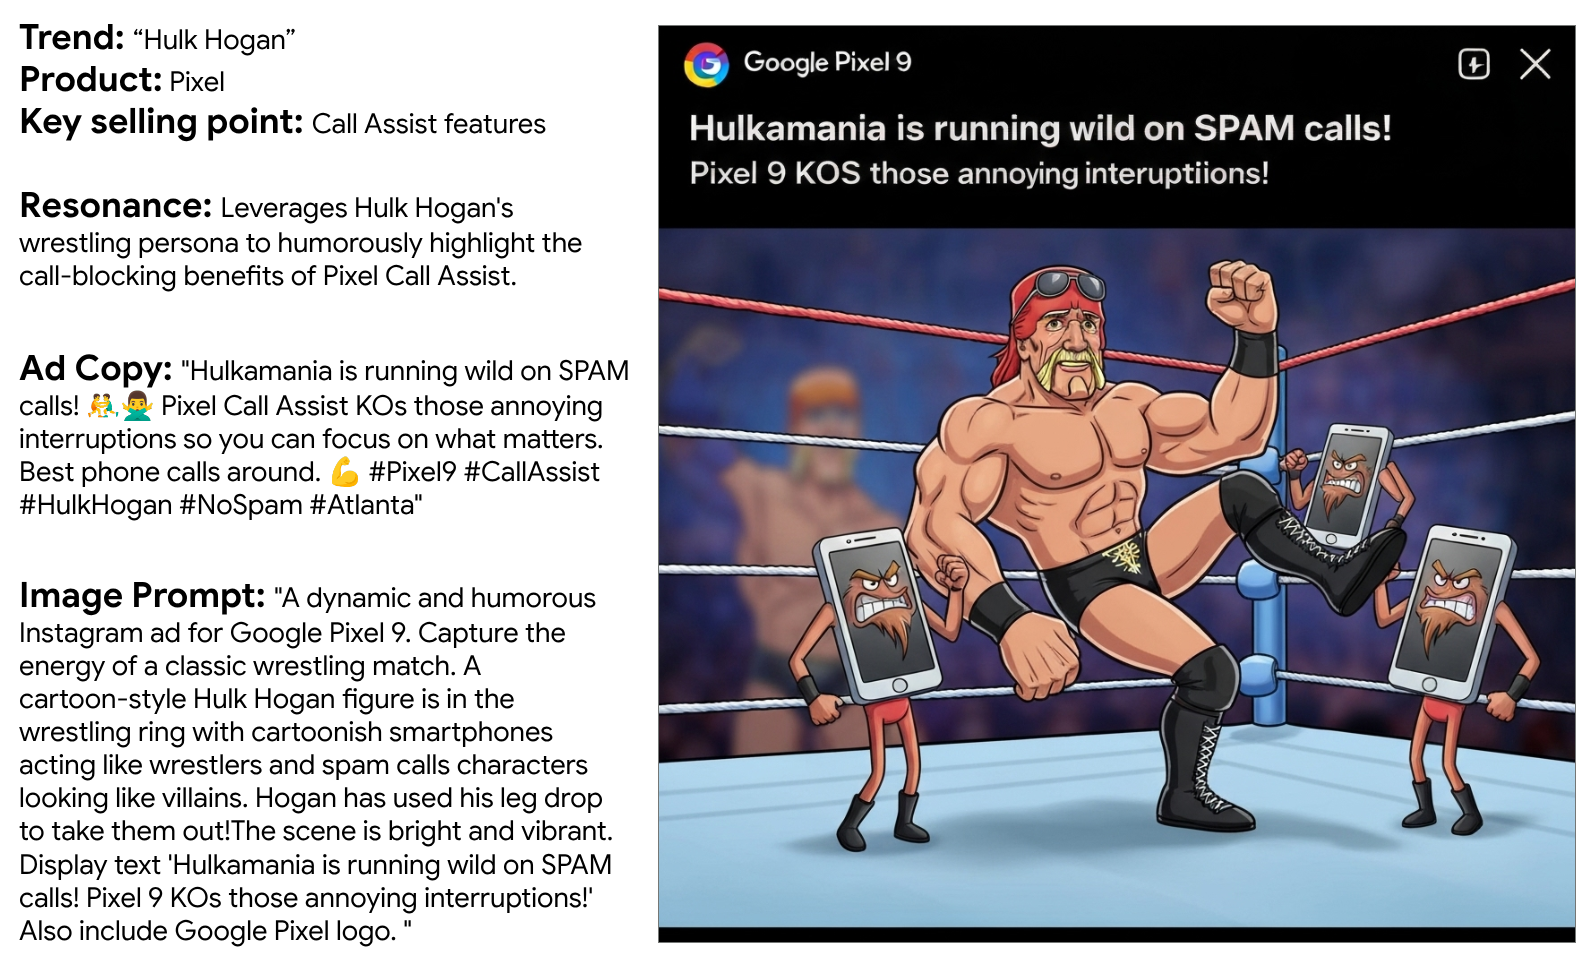 Trend: “Hulk Hogan”
Product: Pixel
Key selling point: Call Assist features
Resonance: Leverages Hulk Hogan's
wrestling persona to humorously highlight the
call-blocking benefits of Pixel Call Assist.
Ad Copy: "Hulkamania is running wild on SPAM
calls! 🤼🙅‍♂️ Pixel Call Assist KOs those annoying
interruptions so you can focus on what matters.
Best phone calls around. 💪 #Pixel9 #CallAssist
#HulkHogan #NoSpam #Atlanta"
Image Prompt: "A dynamic and humorous
Instagram ad for Google Pixel 9. Capture the
energy of a classic wrestling match. A
cartoon-style Hulk Hogan figure is in the
wrestling ring with cartoonish smartphones
acting like wrestlers and spam calls characters
looking like villains. Hogan has used his leg drop
to take them out!The scene is bright and vibrant.
Display text 'Hulkamania is running wild on SPAM
calls! Pixel 9 KOs those annoying interruptions!'
Also include Google Pixel logo. "
Google Pixel 9
Hulkamania is running wild on SPAM calls!
Pixel 9 KOS those annoying interuptiions!